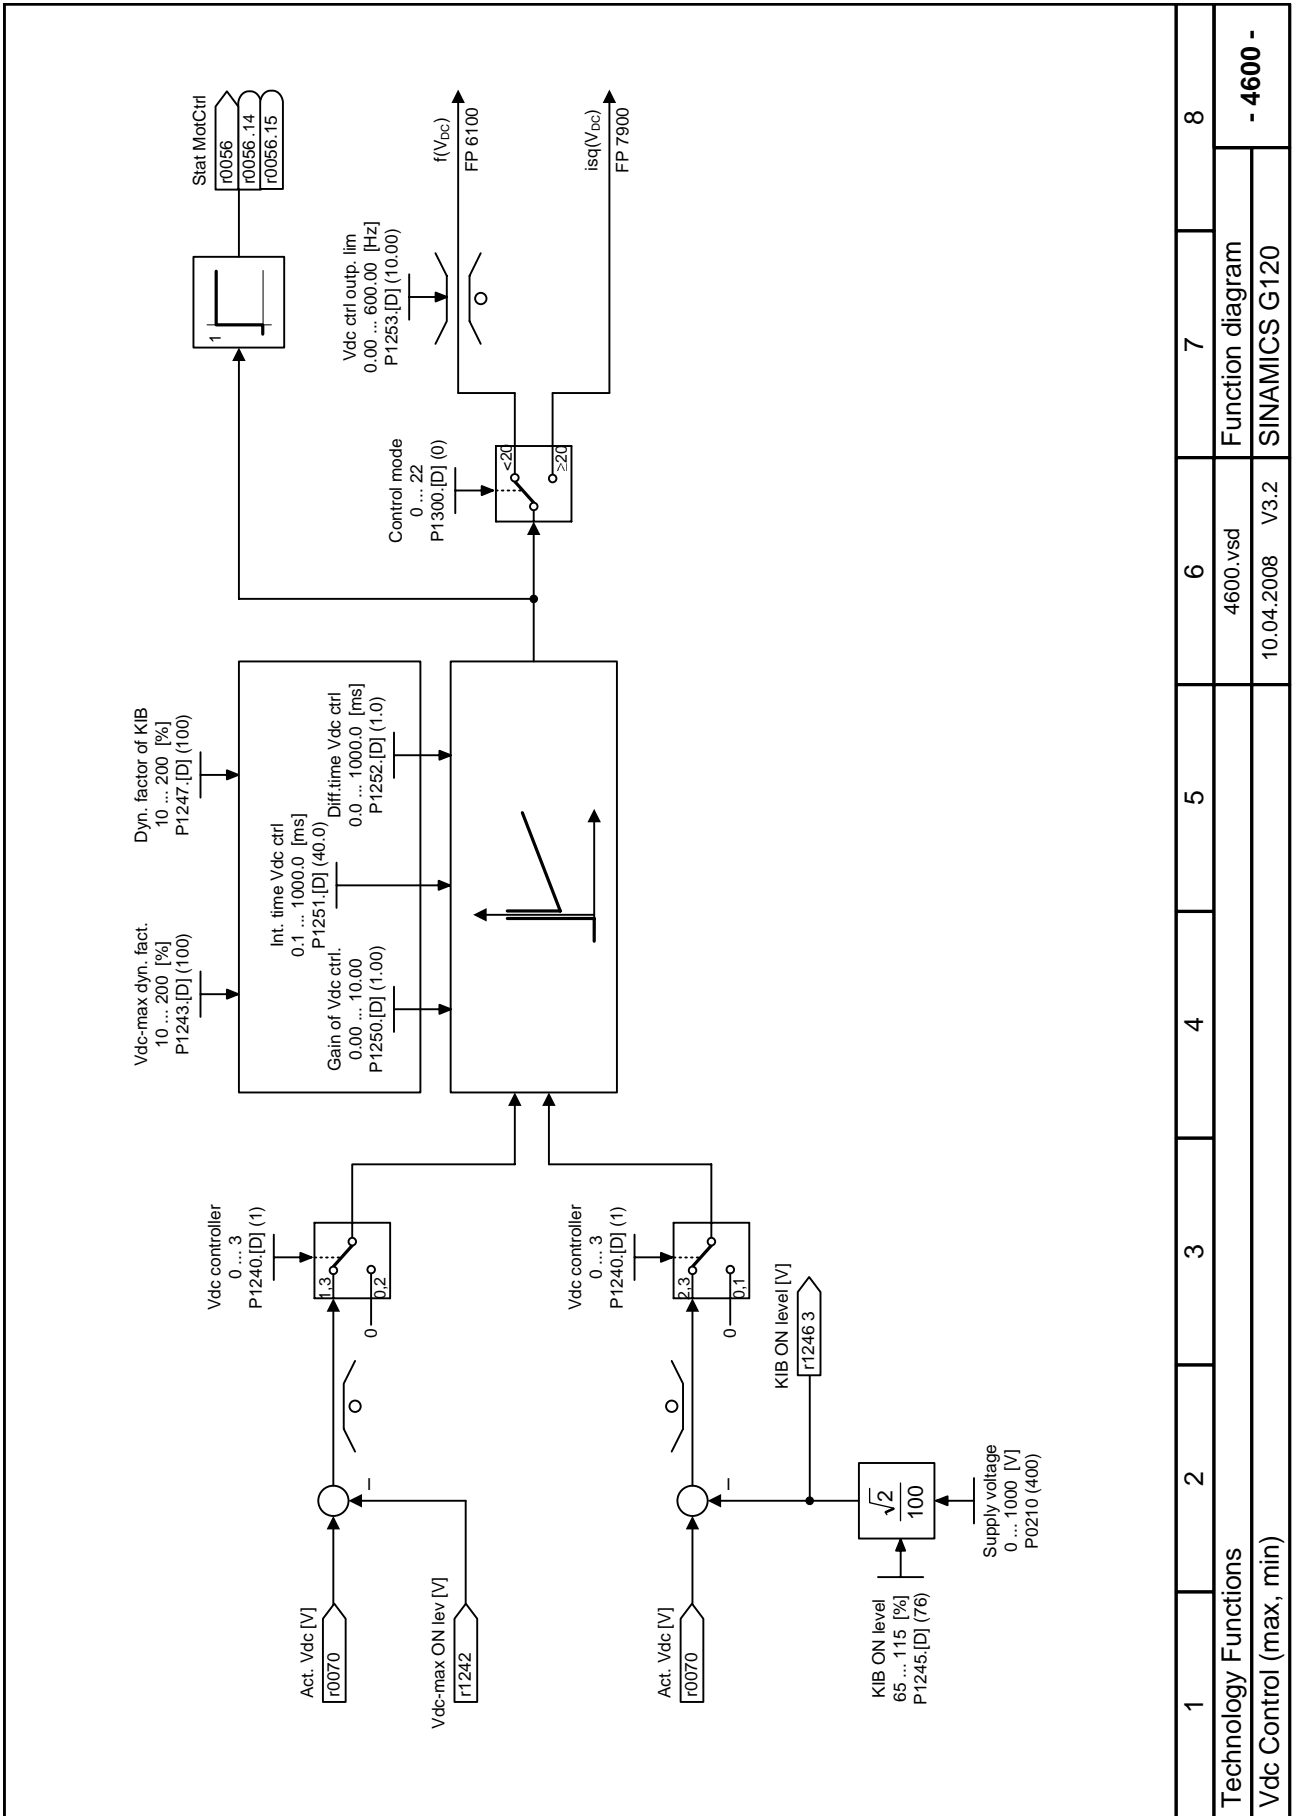 Act. Vdc [V]
r0070
Vdc-max ON lev [V]
r1242
–
Vdc controller
0 ... 3
P1240.[D] (1)
1,3
0,2
0
Act. Vdc [V]
r0070
–
KIB ON level
65 ... 115 [%]
P1245.[D] (76)
√2
100
Supply voltage
0 ... 1000 [V]
P0210 (400)
KIB ON level [V]
r1246 3
Vdc controller
0 ... 3
P1240.[D] (1)
2,3
0,1
0
Vdc-max dyn. fact.
10 ... 200 [%]
P1243.[D] (100)
Dyn. factor of KIB
10 ... 200 [%]
P1247.[D] (100)
Gain of Vdc ctrl.
0.00 ... 10.00
P1250.[D] (1.00)
Int. time Vdc ctrl
0.1 ... 1000.0 [ms]
P1251.[D] (40.0)
Diff.time Vdc ctrl
0.0 ... 1000.0 [ms]
P1252.[D] (1.0)
Control mode
0 ... 22
P1300.[D] (0)
<20
≥20
1
Stat MotCtrl
r0056
r0056 .14
r0056.15
Vdc ctrl outp. lim
0.00 ... 600.00 [Hz]
P1253.[D] (10.00)
f(VDC)
FP 6100
isq(VDC)
FP 7900
1 2 3 4 5 6 7 8
Technology Functions 4600.vsd Function diagram - 4600 -
Vdc Control (max, min) 10.04.2008 V3.2 SINAMICS G120